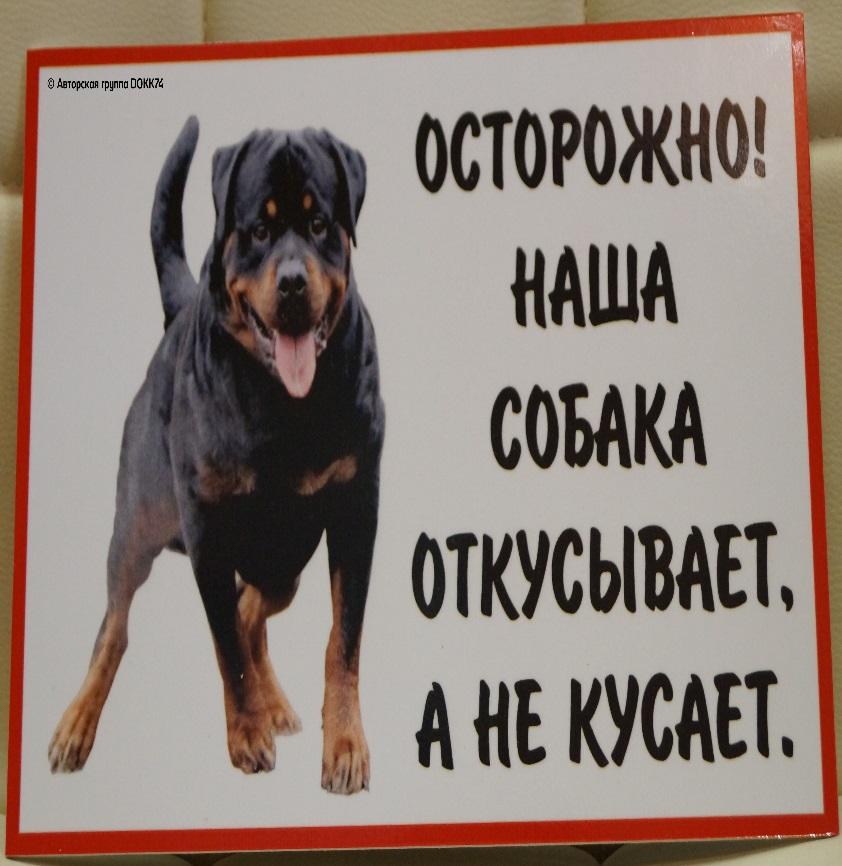 © Авторская группа DOKK74
ОСТОРОЖНО!
НАША
СОБАКА
ОТКУСЫВАЕТ,
А НЕ КУСАЕТ.